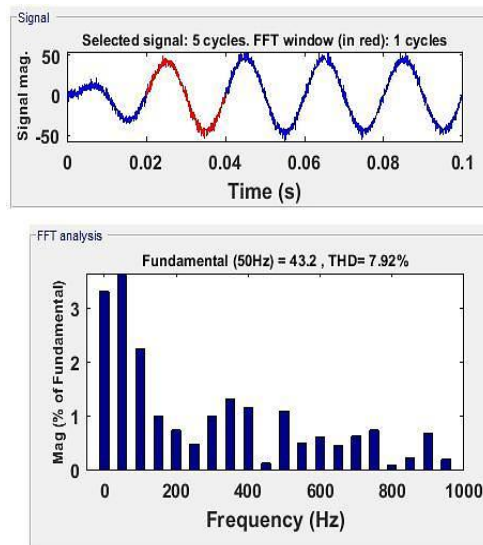 Signal
Selected signal: 5 cycles. FFT window (in red): 1 cycles
Signal mag.
50
0
-50
0 0.02 0.04 0.06 0.08 0.1
Time (s)
FFT analysis
Fundamental (50Hz) = 43.2 , THD= 7.92%
Mag (% of Fundamental)
3
2
1
0
0 200 400 600 800 1000
Frequency (Hz)